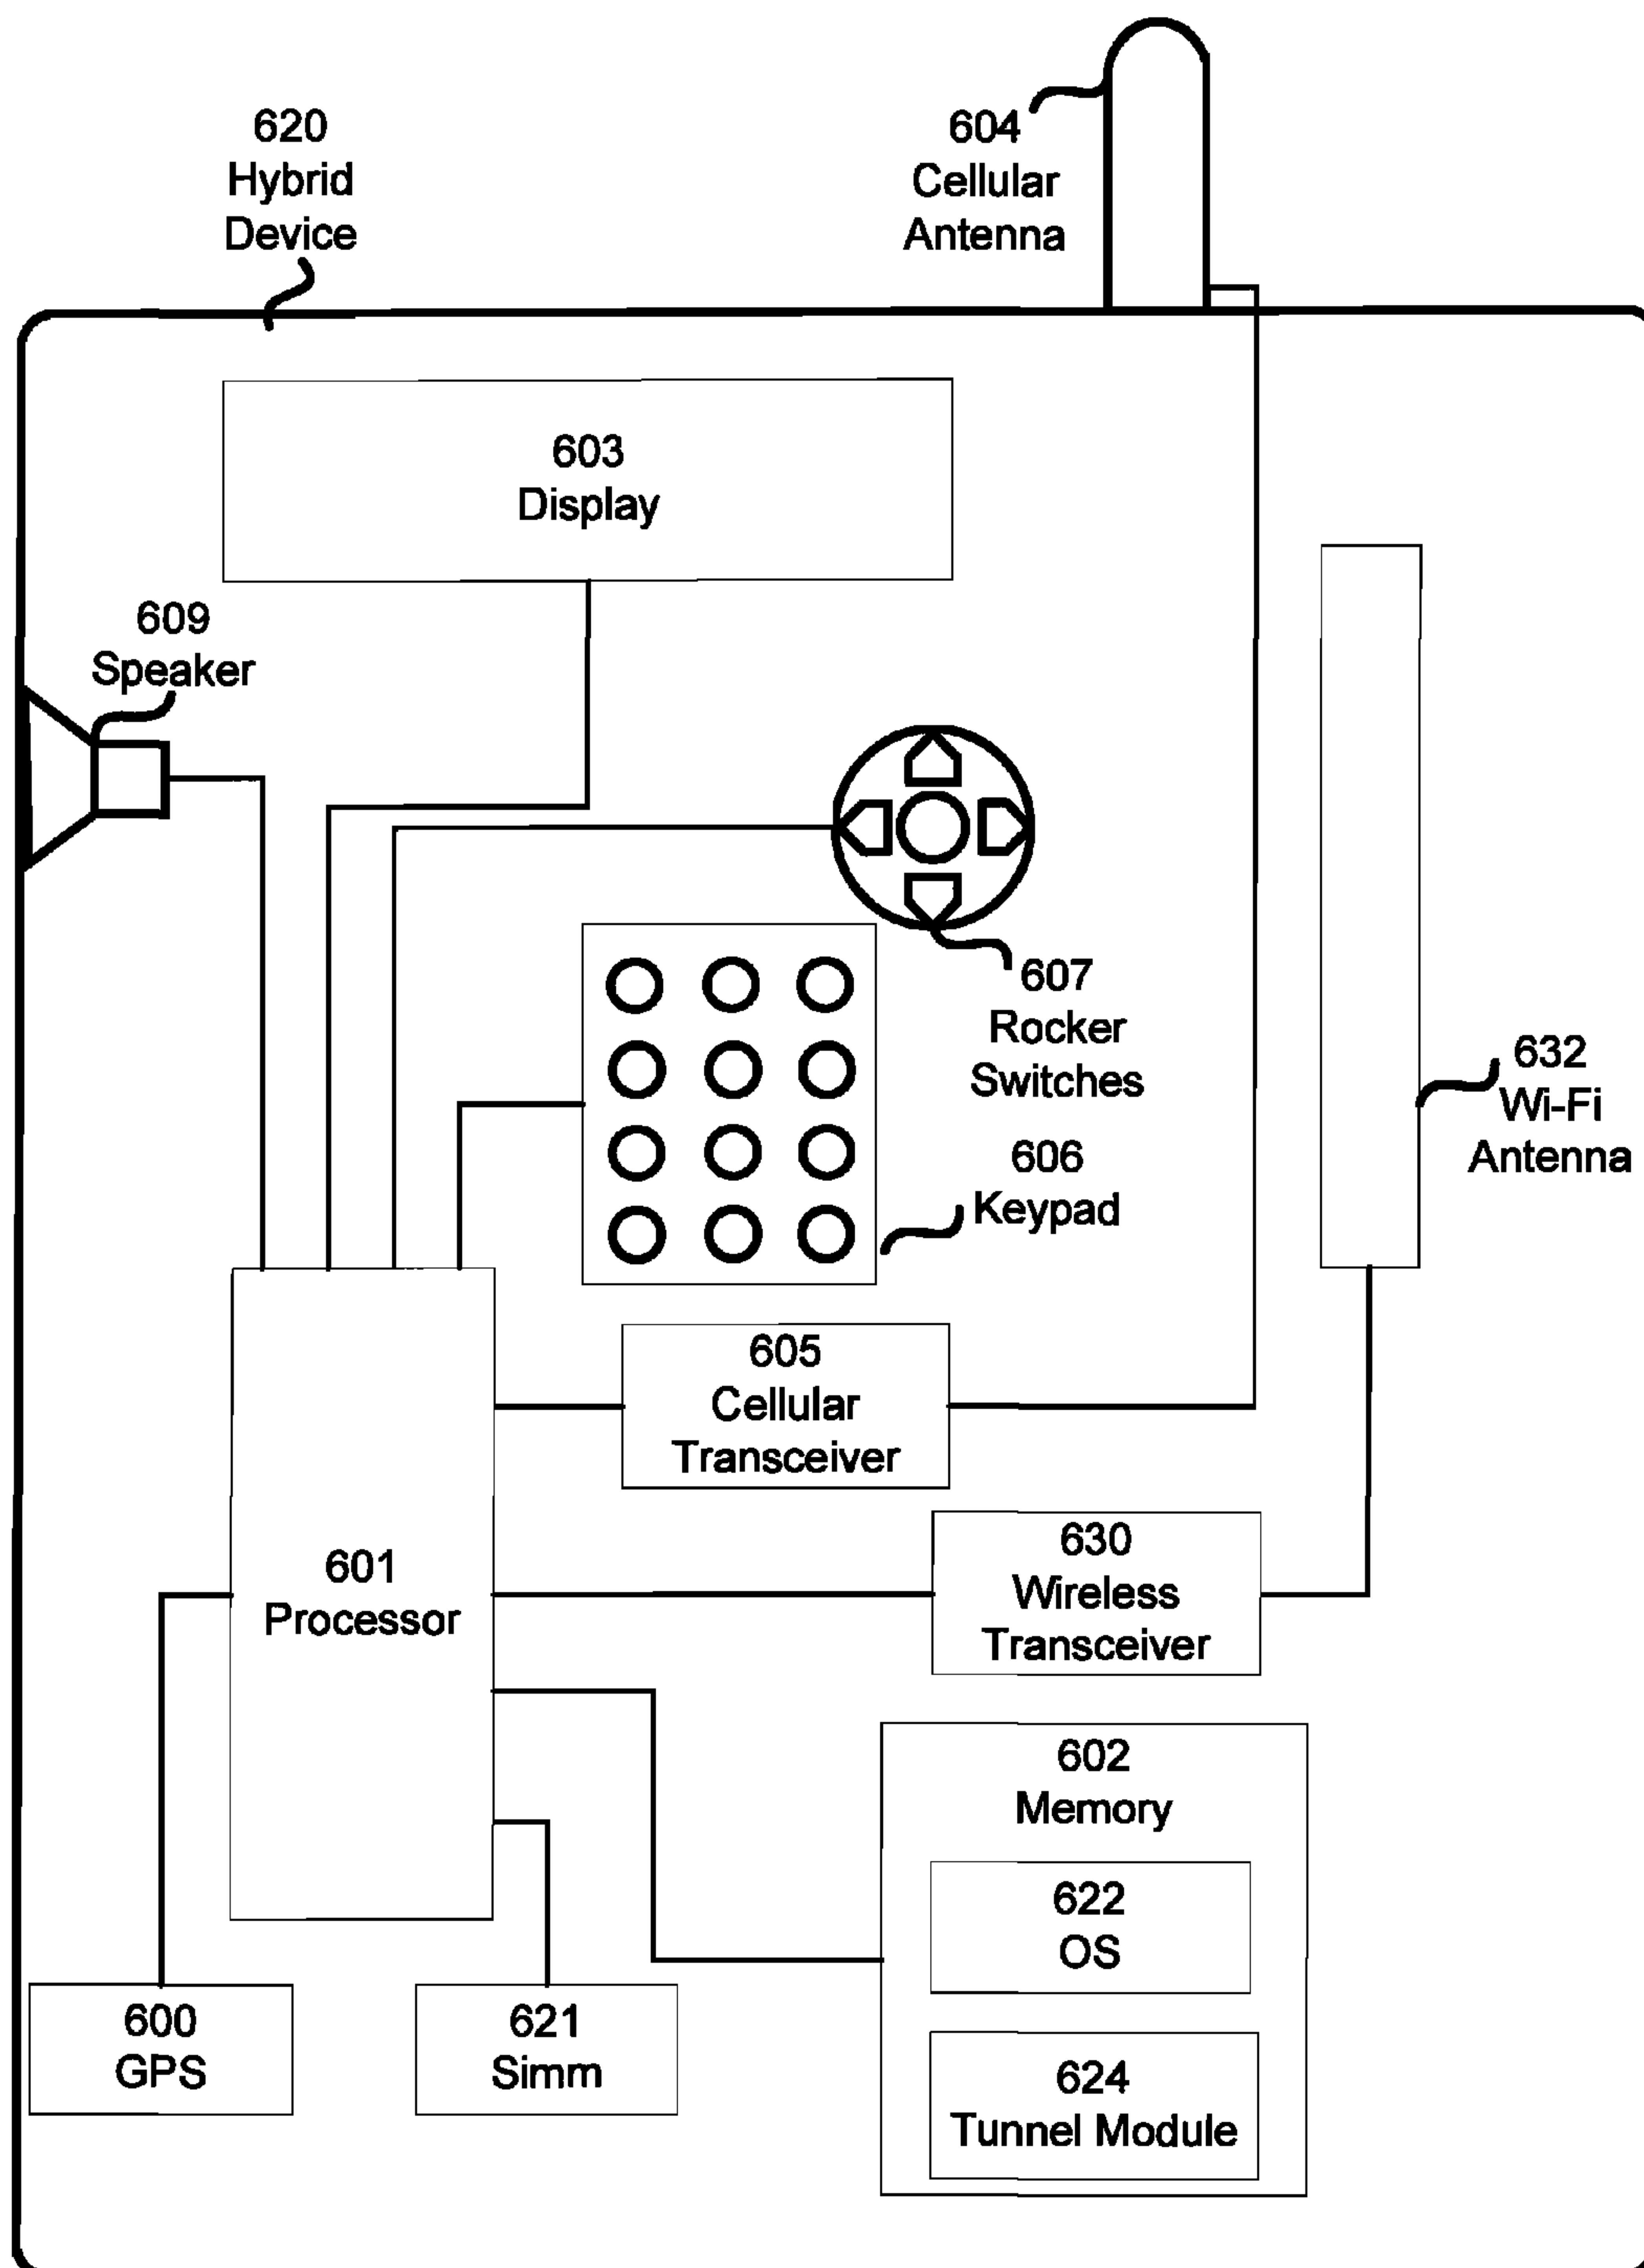 620
Hybrid
Device
604
Cellular
Antenna
603
Display
609
Speaker
607
Rocker
Switches
632
Wi-Fi
Antenna
606
Keypad
605
Cellular
Transceiver
601
Processor
630
Wireless
Transceiver
602
Memory
622
OS
600
GPS
621
Simm
624
Tunnel Module